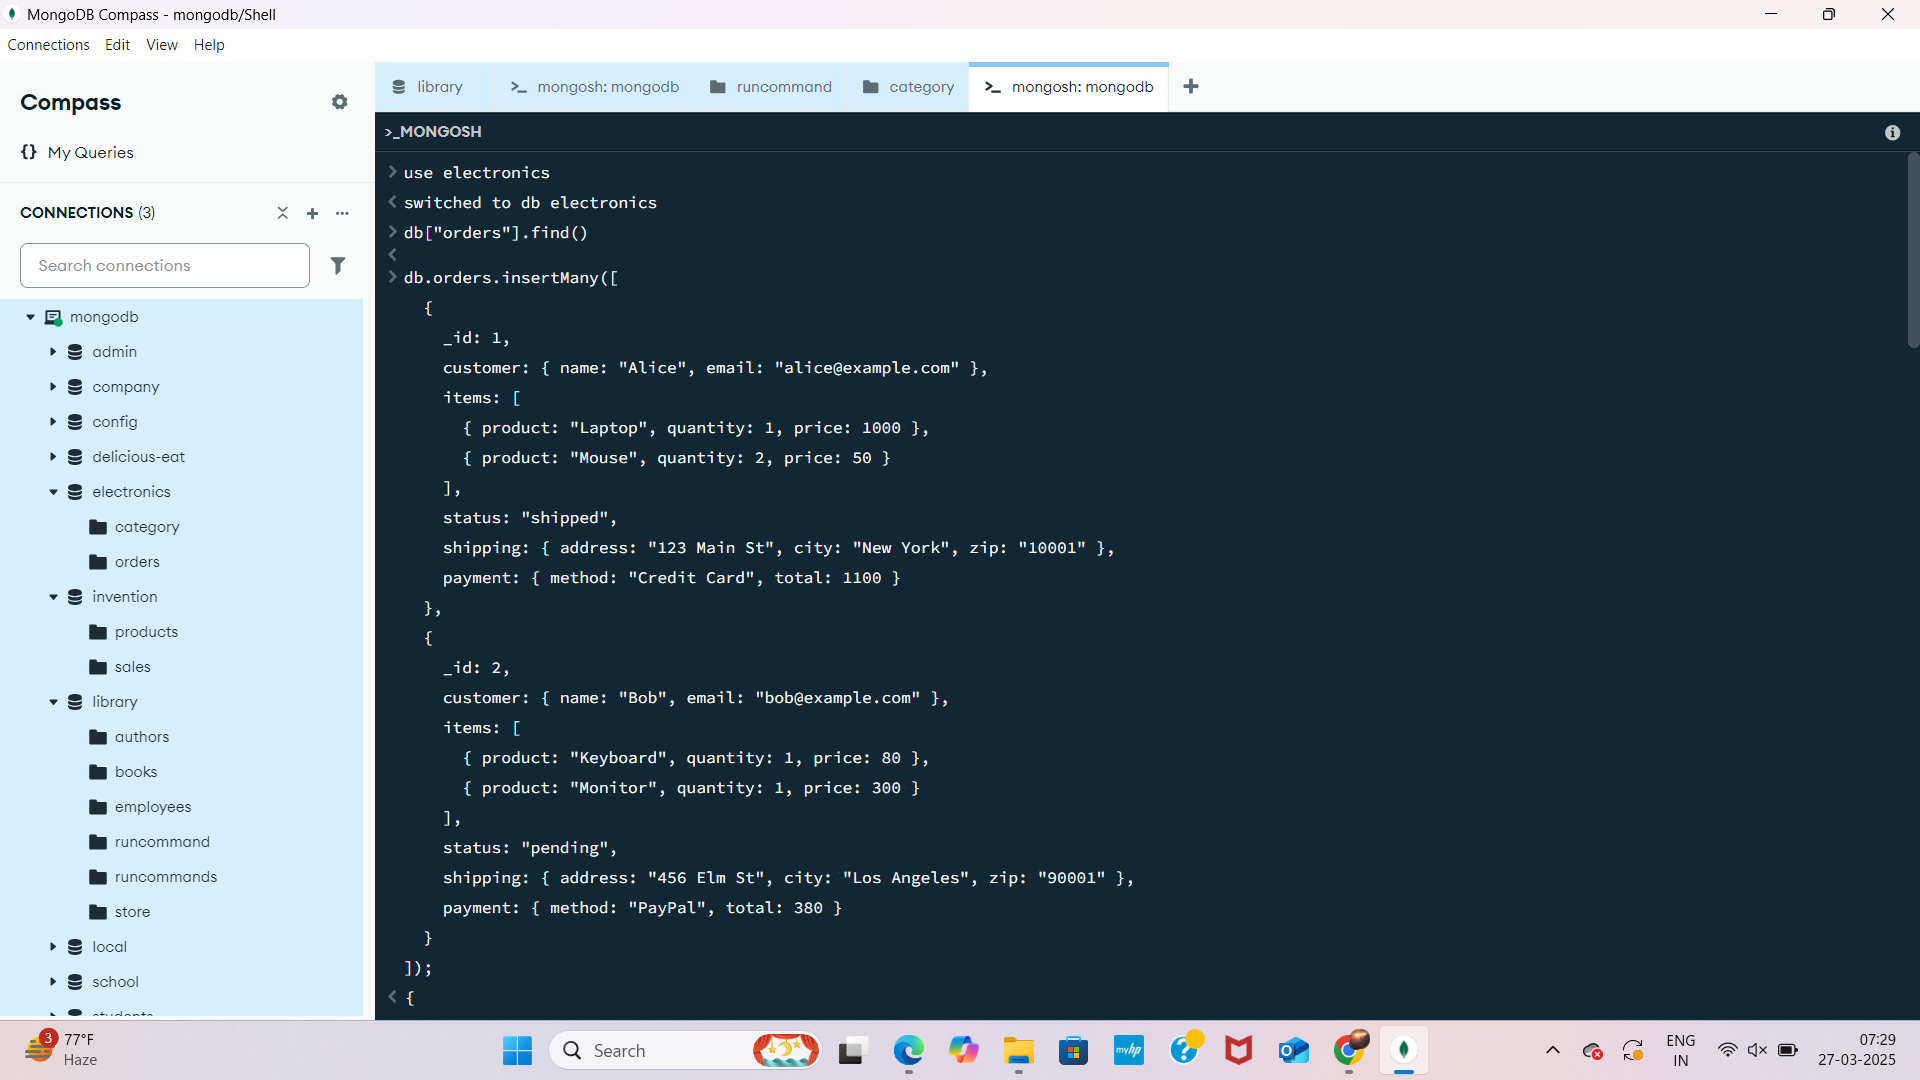 MongoDB Compass - mongodb/Shell
Connections Edit View Help
Compass
My Queries
CONNECTIONS (3)
Search connections
mongodb
admin
company
config
delicious-eat
electronics
category
orders
invention
products
sales
library
authors
books
employees
runcommand
runcommands
store
local
school
students
library
mongosh: mongodb
runcommand
category
mongosh: mongodb
>_MONGOSH
> use electronics
< switched to db electronics
> db["orders"].find()
<
> db.orders.insertMany([
{
_id: 1,
customer: { name: "Alice", email: "alice@example.com" },
items: [
{ product: "Laptop", quantity: 1, price: 1000 },
{ product: "Mouse", quantity: 2, price: 50 }
],
status: "shipped",
shipping: { address: "123 Main St", city: "New York", zip: "10001" },
payment: { method: "Credit Card", total: 1100 }
},
{
_id: 2,
customer: { name: "Bob", email: "bob@example.com" },
items: [
{ product: "Keyboard", quantity: 1, price: 80 },
{ product: "Monitor", quantity: 1, price: 300 }
],
status: "pending",
shipping: { address: "456 Elm St", city: "Los Angeles", zip: "90001" },
payment: { method: "PayPal", total: 380 }
}
]);
< {
3
77°F
Haze
Search
myhp
ENG
IN
07:29
27-03-2025